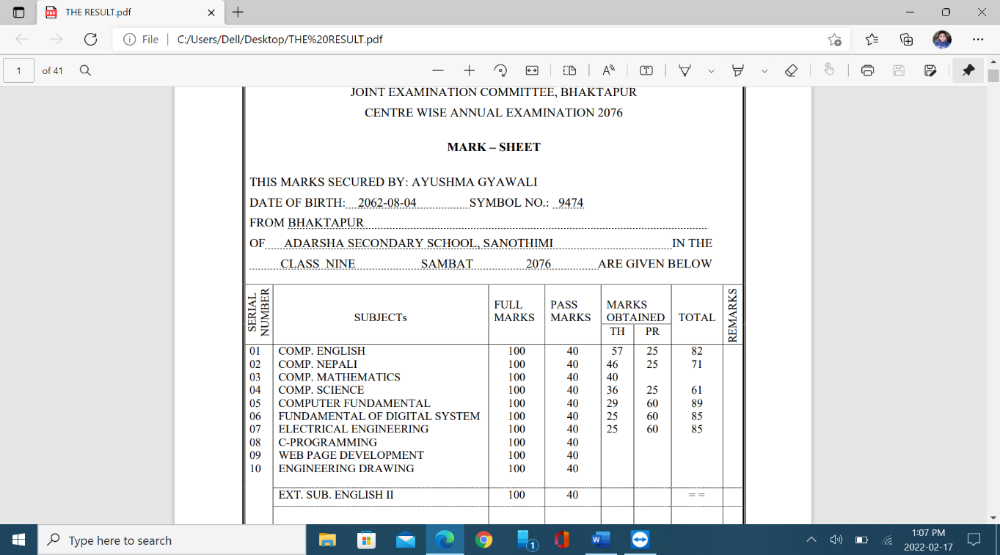 THE RESULT.pdf
File
C:/Users/Dell/Desktop/THE%20RESULT.pdf
1 of 41
JOINT EXAMINATION COMMITTEE, BHAKTAPUR
CENTRE WISE ANNUAL EXAMINATION 2076
MARK – SHEET
THIS MARKS SECURED BY: AYUSHMA GYAWALI
DATE OF BIRTH: 2062-08-04 SYMBOL NO.: 9474
FROM BHAKTAPUR
OF ADARSHA SECONDARY SCHOOL, SANOTHIMI IN THE
CLASS NINE SAMBAT 2076 ARE GIVEN BELOW
SERIAL NUMBER SUBJECTs FULL MARKS PASS MARKS MARKS OBTAINED TOTAL REMARKS
TH PR
01 COMP. ENGLISH 100 40 57 25 82
02 COMP. NEPALI 100 40 46 25 71
03 COMP. MATHEMATICS 100 40 40
04 COMP. SCIENCE 100 40 36 25 61
05 COMPUTER FUNDAMENTAL 100 40 29 60 89
06 FUNDAMENTAL OF DIGITAL SYSTEM 100 40 25 60 85
07 ELECTRICAL ENGINEERING 100 40 25 60 85
08 C-PROGRAMMING 100 40
09 WEB PAGE DEVELOPMENT 100 40
10 ENGINEERING DRAWING 100 40
EXT. SUB. ENGLISH II 100 40 = =
Type here to search
1
1:07 PM
2022-02-17